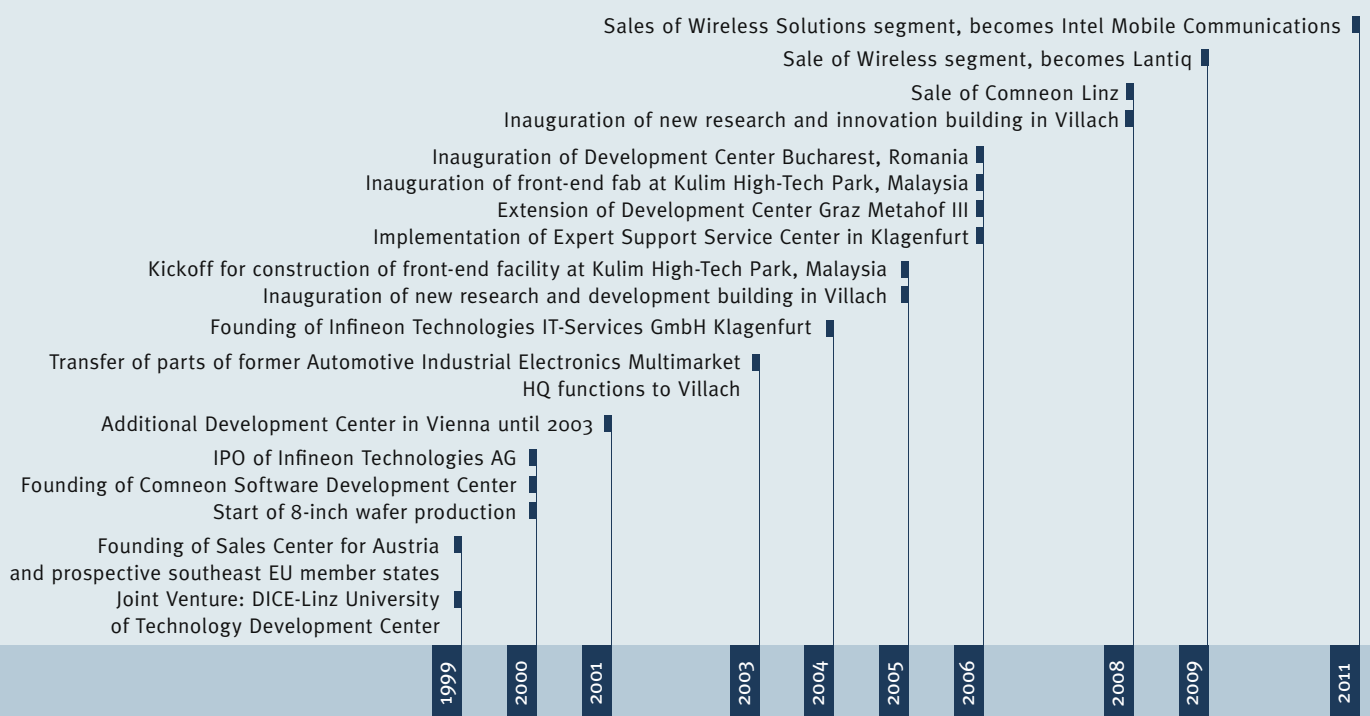 Sales of Wireless Solutions segment, becomes Intel Mobile Communications
Sale of Wireless segment, becomes Lantiq
Sale of Comneon Linz
Inauguration of new research and innovation building in Villach
Inauguration of Development Center Bucharest, Romania
Inauguration of front-end fab at Kulim High-Tech Park, Malaysia
Extension of Development Center Graz Metahof III
Implementation of Expert Support Service Center in Klagenfurt
Kickoff for construction of front-end facility at Kulim High-Tech Park, Malaysia
Inauguration of new research and development building in Villach
Founding of Infineon Technologies IT-Services GmbH Klagenfurt
Transfer of parts of former Automotive Industrial Electronics Multimarket
HQ functions to Villach
Additional Development Center in Vienna until 2003
IPO of Infineon Technologies AG
Founding of Comneon Software Development Center
Start of 8-inch wafer production
Founding of Sales Center for Austria
and prospective southeast EU member states
Joint Venture: DICE-Linz University
of Technology Development Center
1999
2000
2001
2003
2004
2005
2006
2008
2009
2011